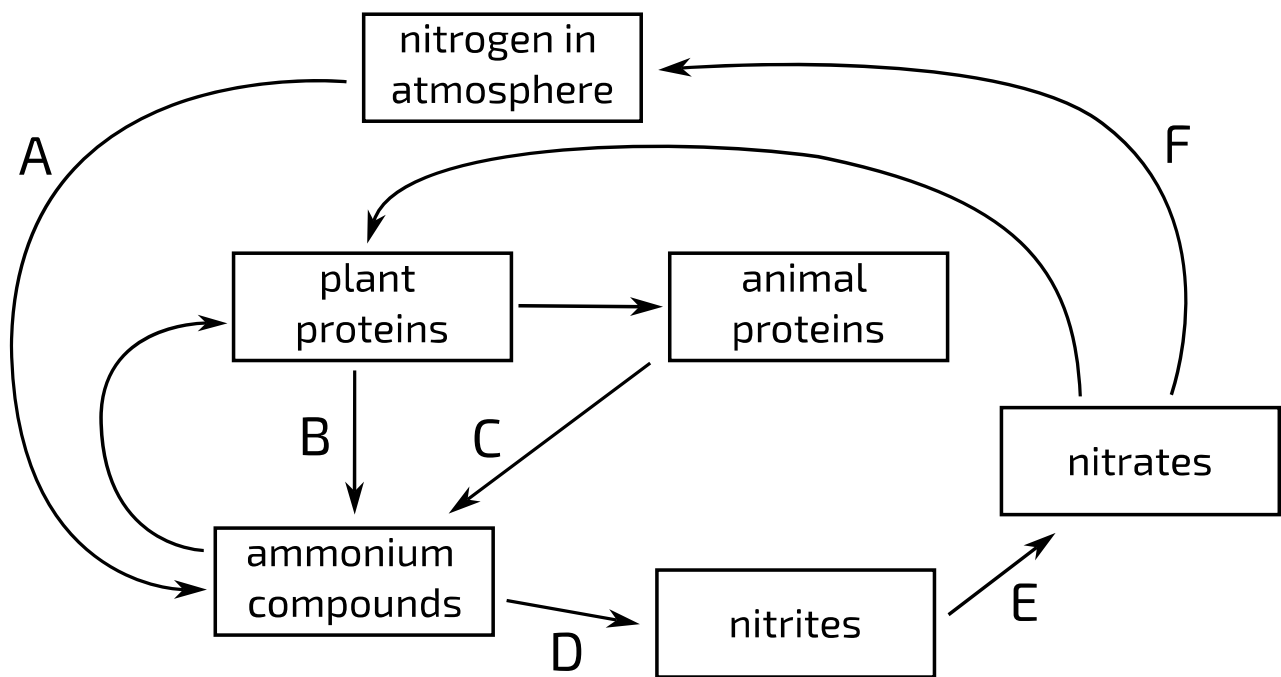 nitrogen in
atmosphere
A
F
plant
proteins
animal
proteins
B
C
nitrates
ammonium
compounds
D
nitrites
E